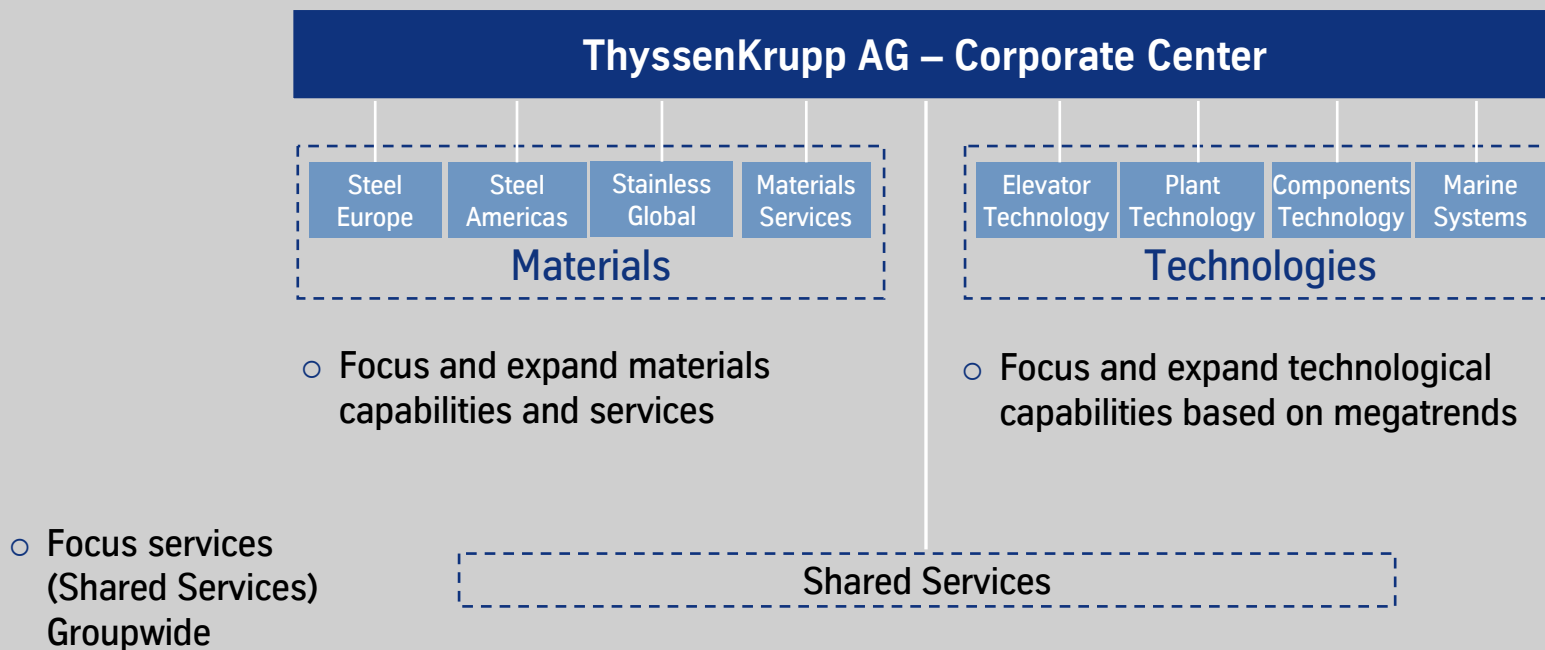 ThyssenKrupp AG – Corporate Center
Steel
Europe
Steel
Americas
Stainless
Global
Materials
Services
Materials
Elevator
Technology
Plant
Technology
Components
Technology
Marine
Systems
Technologies
○ Focus and expand materials
capabilities and services
○ Focus and expand technological
capabilities based on megatrends
○ Focus services
(Shared Services)
Groupwide
Shared Services